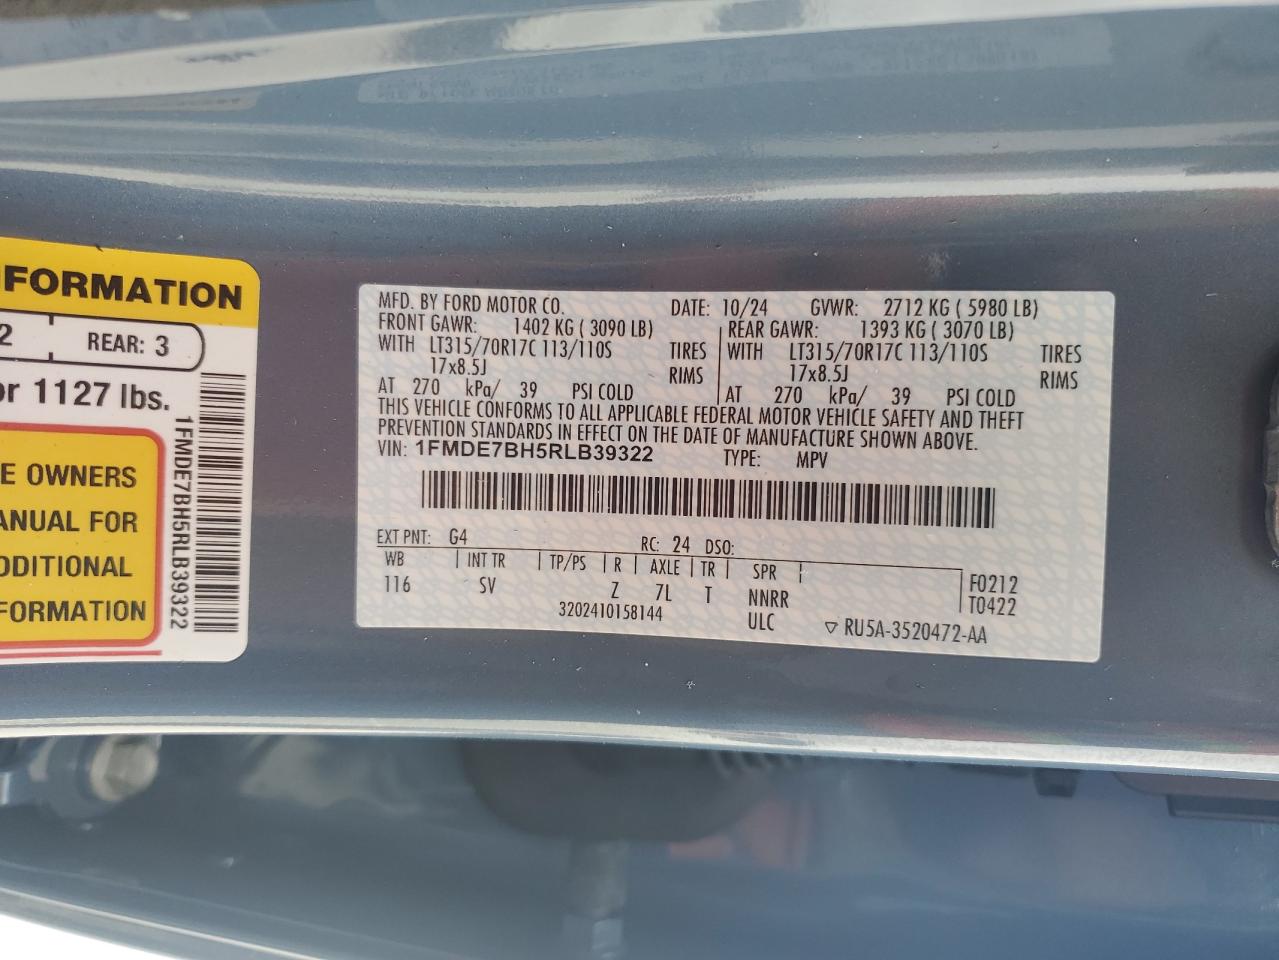 NFORMATION
2
REAR: 3
or 1127 lbs.
E OWNERS
ANUAL FOR
DDITIONAL
FORMATION
1FMDE7BH5RLB39322
MFD. BY FORD MOTOR CO. DATE: 10/24 GVWR: 2712 KG ( 5980 LB)
FRONT GAWR: 1402 KG ( 3090 LB) REAR GAWR: 1393 KG ( 3070 LB)
WITH LT315/70R17C 113/110S TIRES WITH LT315/70R17C 113/110S TIRES
17x8.5J RIMS 17x8.5J RIMS
AT 270 kPa/ 39 PSI COLD AT 270 kPa/ 39 PSI COLD
THIS VEHICLE CONFORMS TO ALL APPLICABLE FEDERAL MOTOR VEHICLE SAFETY AND THEFT
PREVENTION STANDARDS IN EFFECT ON THE DATE OF MANUFACTURE SHOWN ABOVE.
VIN: 1FMDE7BH5RLB39322 TYPE: MPV
EXT PNT: G4 RC: 24 DSO:
WB INT TR TP/PS R AXLE TR SPR F0212
116 SV Z 7L T NNRR T0422
3202410158144 ULC ▽ RU5A-3520472-AA